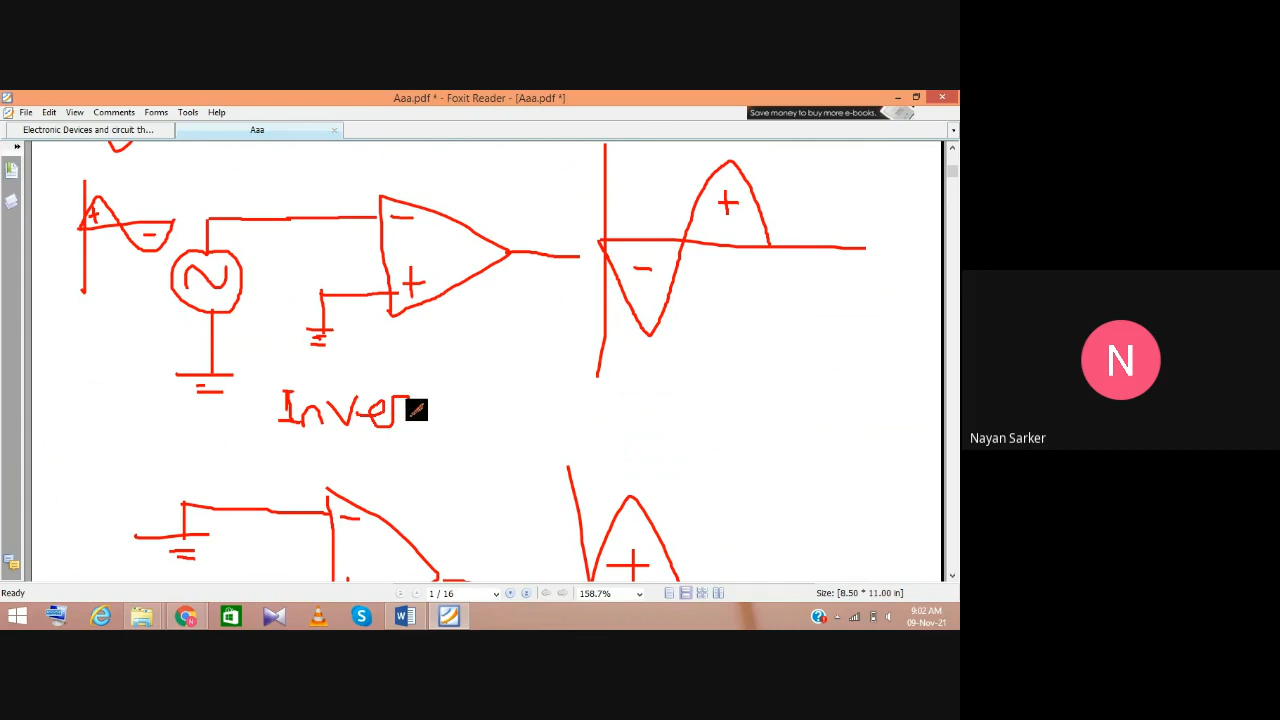 Aaa.pdf * - Foxit Reader - [Aaa.pdf *]
File Edit View Comments Forms Tools Help
Save money to buy more e-books.
Electronic Devices and circuit th...
Aaa
+
−
−
+
−
+
N
Nayan Sarker
Inver
−
+
Ready
1 / 16
158.7%
Size: [8.50 * 11.00 in]
9:02 AM
09-Nov-21